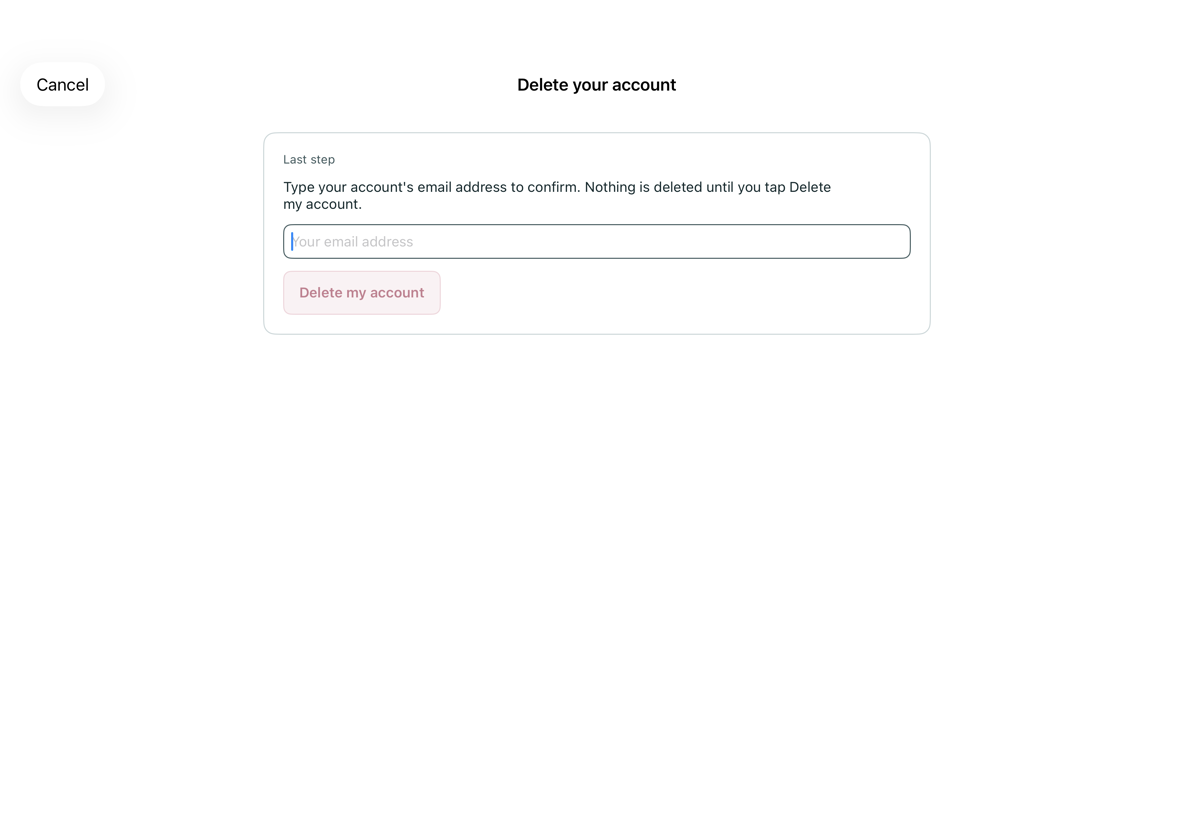 Cancel
Delete your account
Last step
Type your account's email address to confirm. Nothing is deleted until you tap Delete
my account.
Your email address
Delete my account